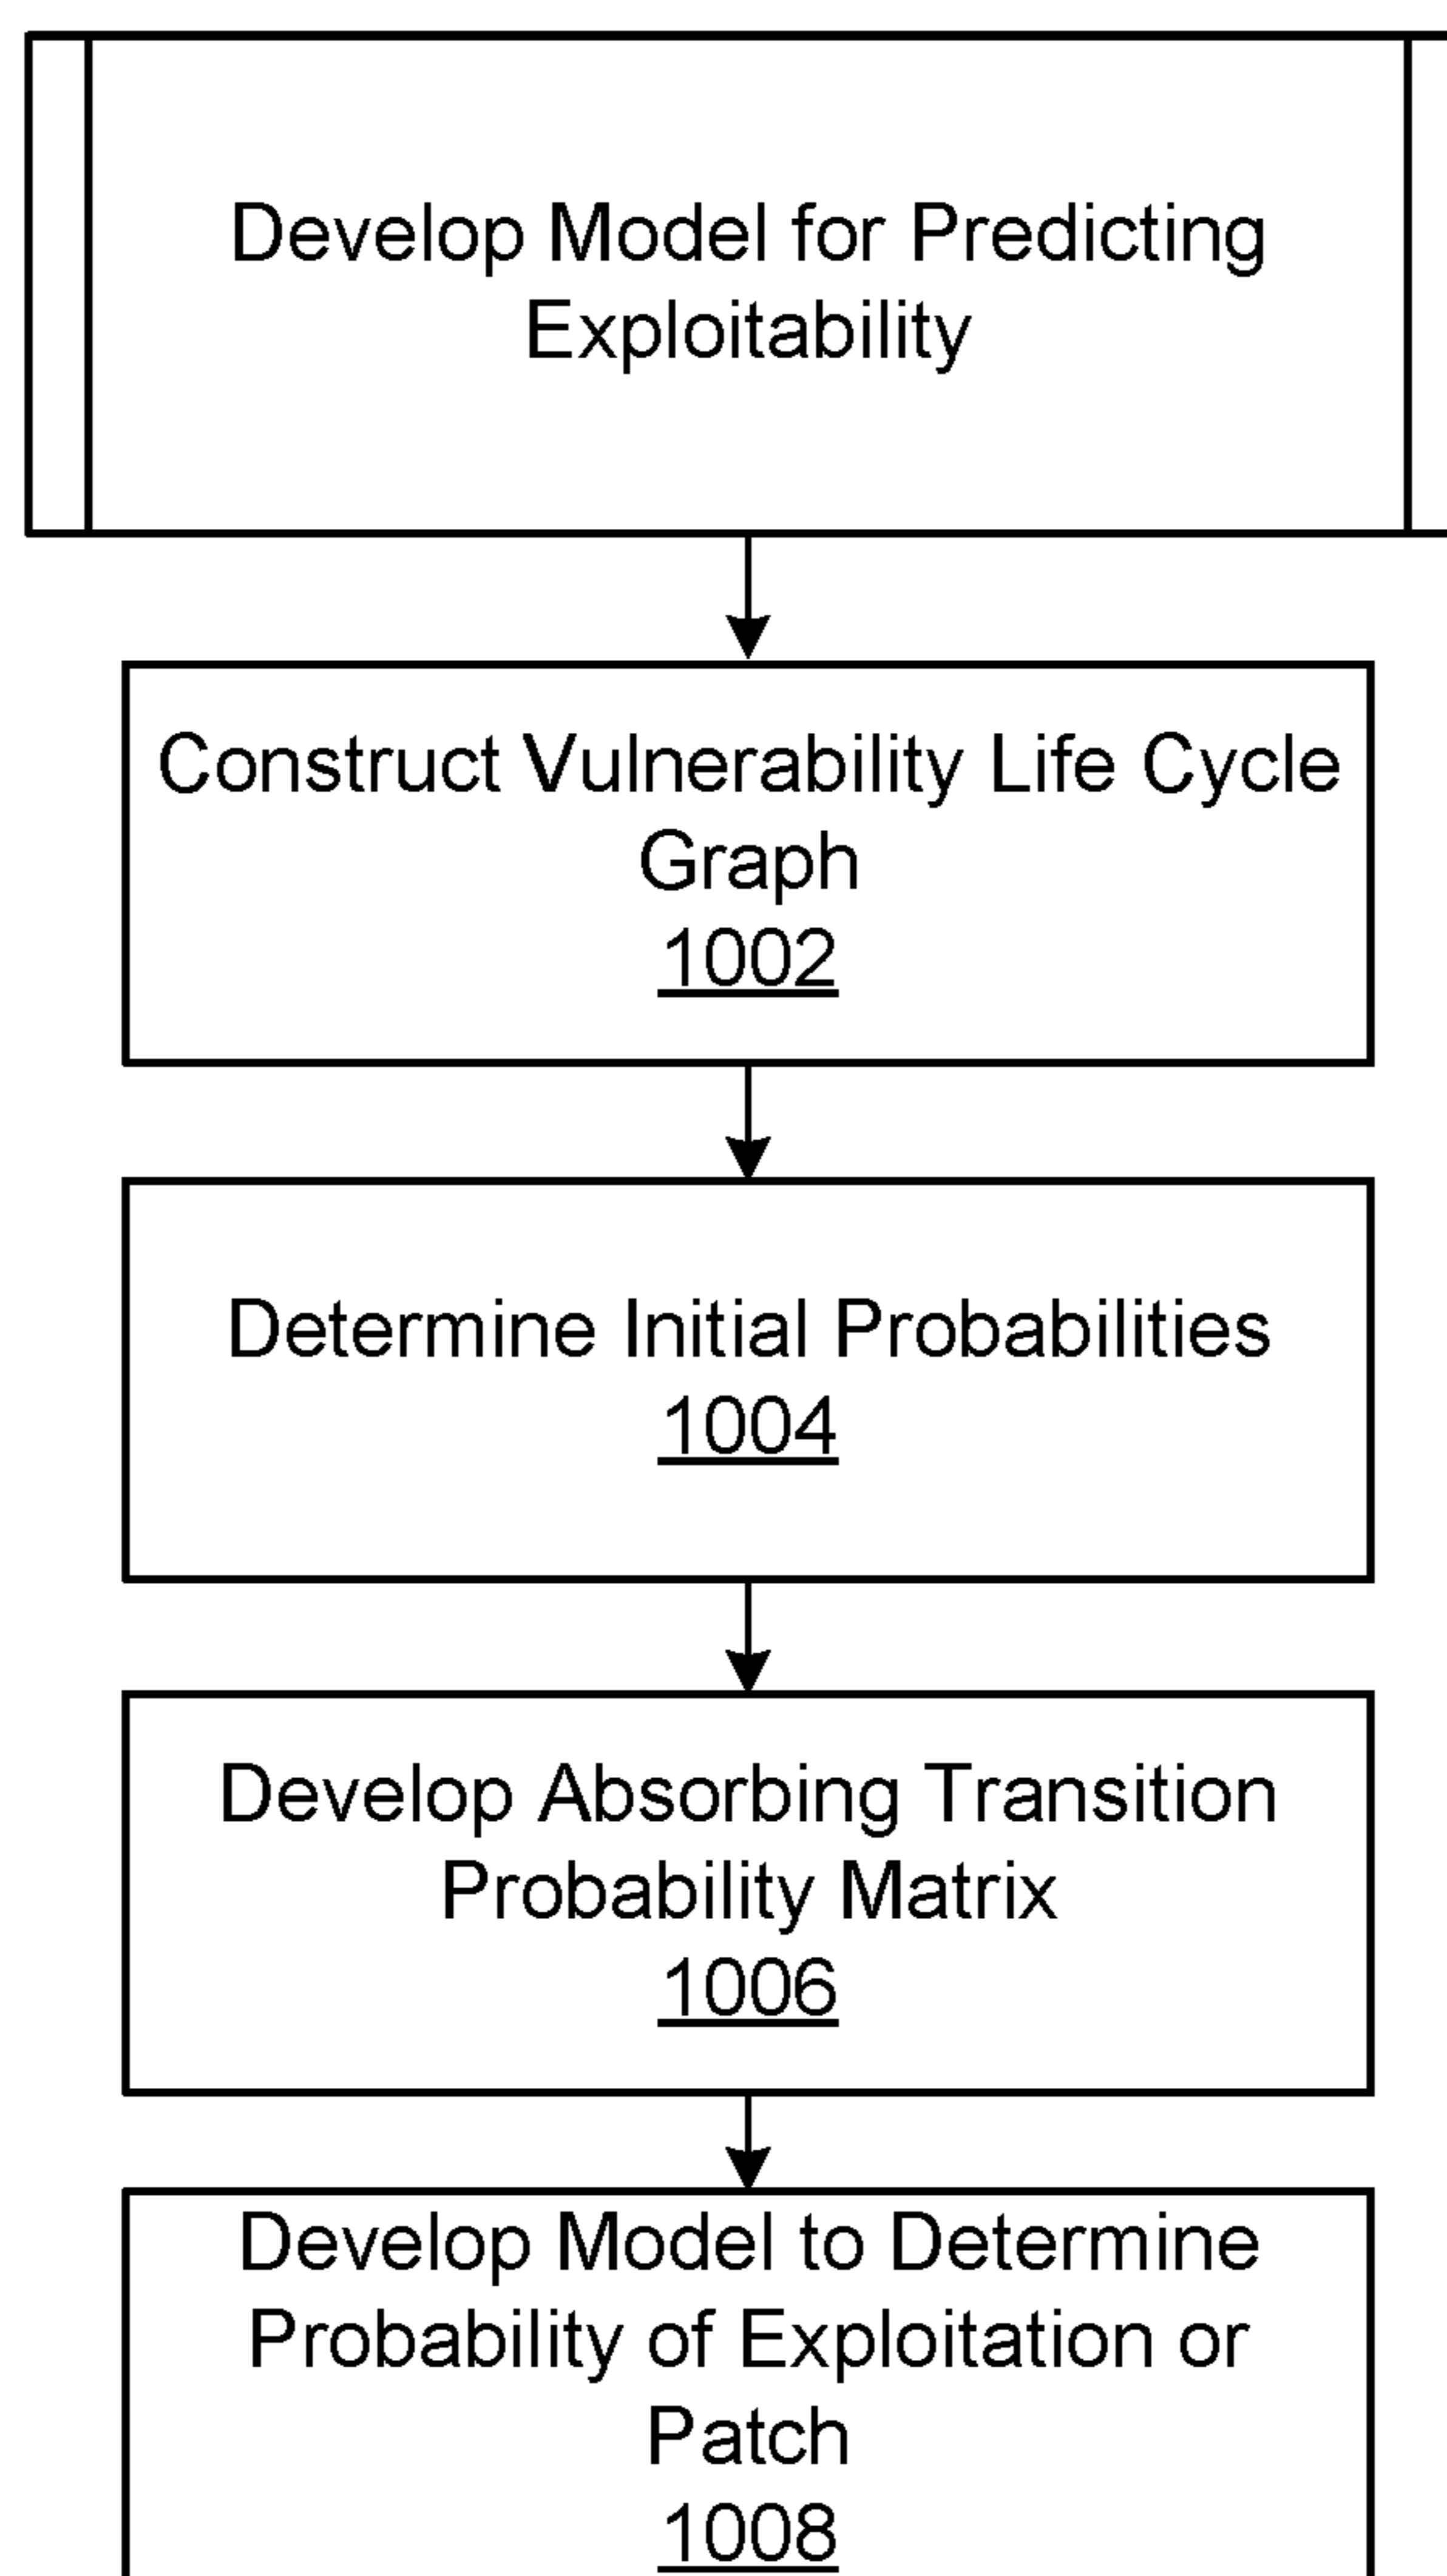 Develop Model for Predicting
Exploitability
Construct Vulnerability Life Cycle
Graph
1002
Determine Initial Probabilities
1004
Develop Absorbing Transition
Probability Matrix
1006
Develop Model to Determine
Probability of Exploitation or
Patch
1008